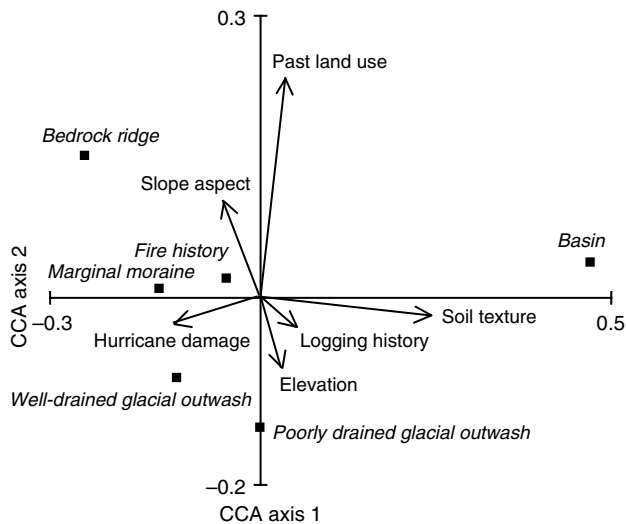 0.3
Past land use
Bedrock ridge
Slope aspect
Fire history
Basin
Marginal moraine
CCA axis 2
−0.3
0.5
Soil texture
Hurricane damage
Logging history
Elevation
Well-drained glacial outwash
Poorly drained glacial outwash
−0.2
CCA axis 1